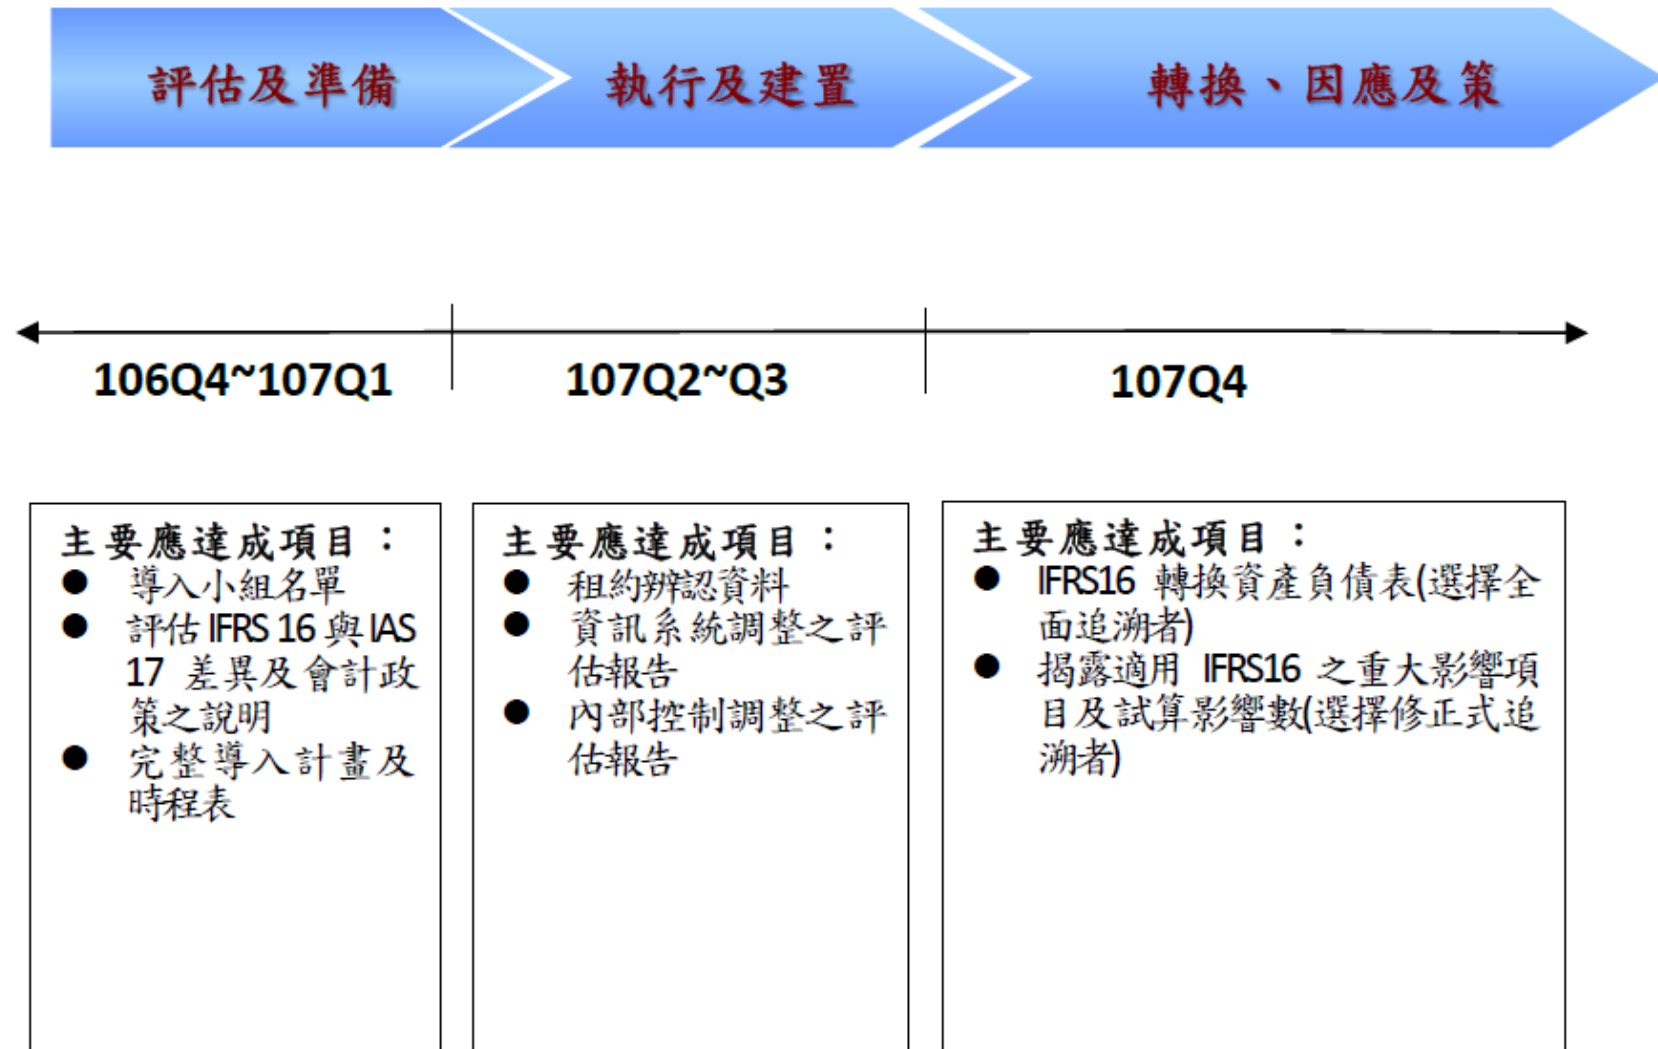 評估及準備
執行及建置
轉換、因應及策
106Q4~107Q1
107Q2~Q3
107Q4
主要應達成項目：
● 導入小組名單
● 評估 IFRS 16 與 IAS
17 差異及會計政
策之說明
● 完整導入計畫及
時程表
主要應達成項目：
● 租約辨認資料
● 資訊系統調整之評
估報告
● 內部控制調整之評
估報告
主要應達成項目：
● IFRS16 轉換資產負債表(選擇全
面追溯者)
● 揭露適用 IFRS16 之重大影響項
目及試算影響數(選擇修正式追
溯者)